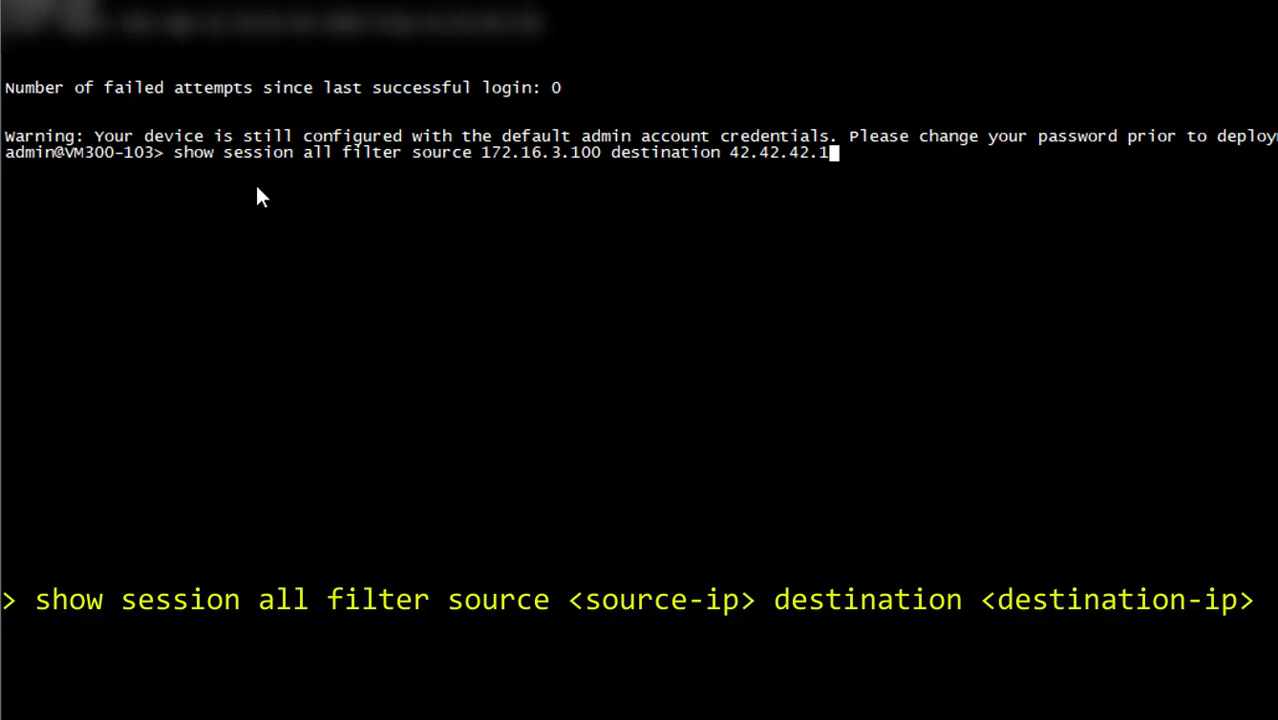 Number of failed attempts since last successful login: 0
Warning: Your device is still configured with the default admin account credentials. Please change your password prior to deploym
admin@VM300-103> show session all filter source 172.16.3.100 destination 42.42.42.1
> show session all filter source <source-ip> destination <destination-ip>